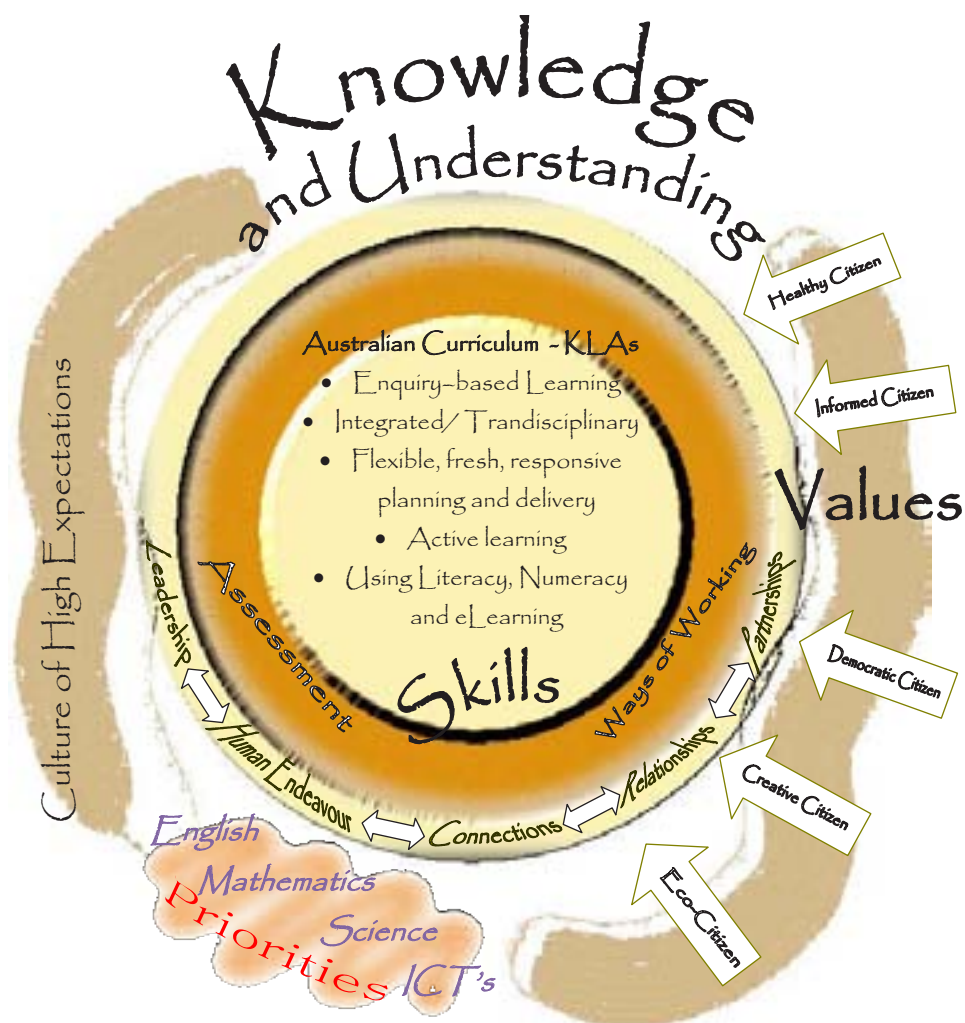 Knowledge
and Understanding
Culture of High Expectations
Australian Curriculum - KLAs
• Enquiry-based Learning
• Integrated/ Trandisciplinary
• Flexible, fresh, responsive
planning and delivery
• Active learning
• Using Literacy, Numeracy
and eLearning
Skills
Assessment
Ways of Working
Leadership
Human Endeavour
Connections
Relationships
Partnerships
Values
Healthy Citizen
Informed Citizen
Democratic Citizen
Creative Citizen
Eco-Citizen
English
Mathematics
Science
ICT's
Priorities